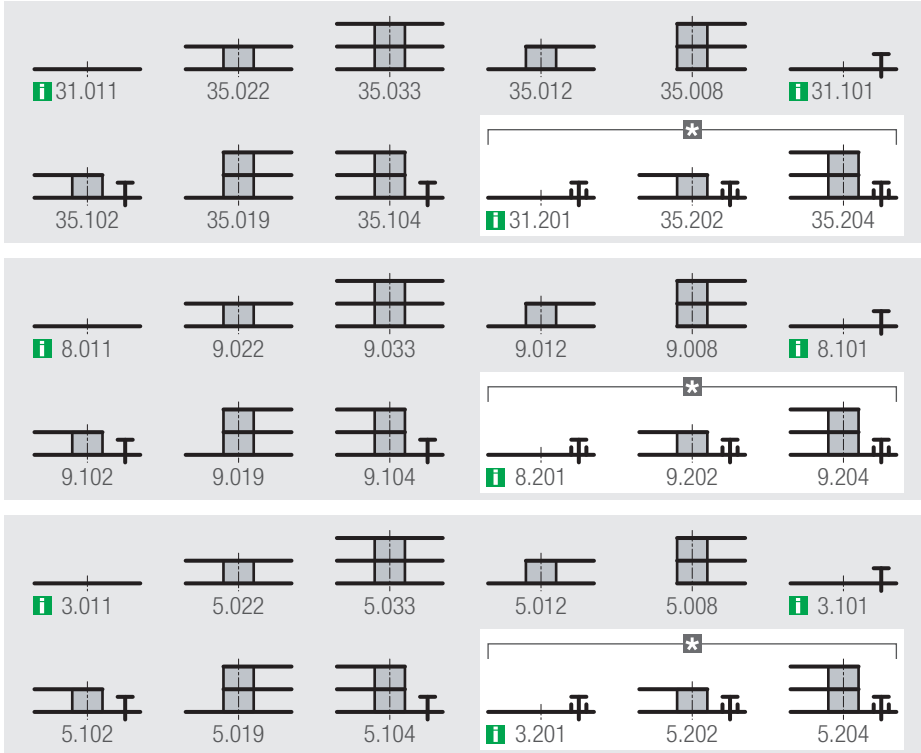 i 31.011 35.022 35.033 35.012 35.008 i 31.101
*
35.102 35.019 35.104 i 31.201 35.202 35.204
i 8.011 9.022 9.033 9.012 9.008 i 8.101
*
9.102 9.019 9.104 i 8.201 9.202 9.204
i 3.011 5.022 5.033 5.012 5.008 i 3.101
*
5.102 5.019 5.104 i 3.201 5.202 5.204